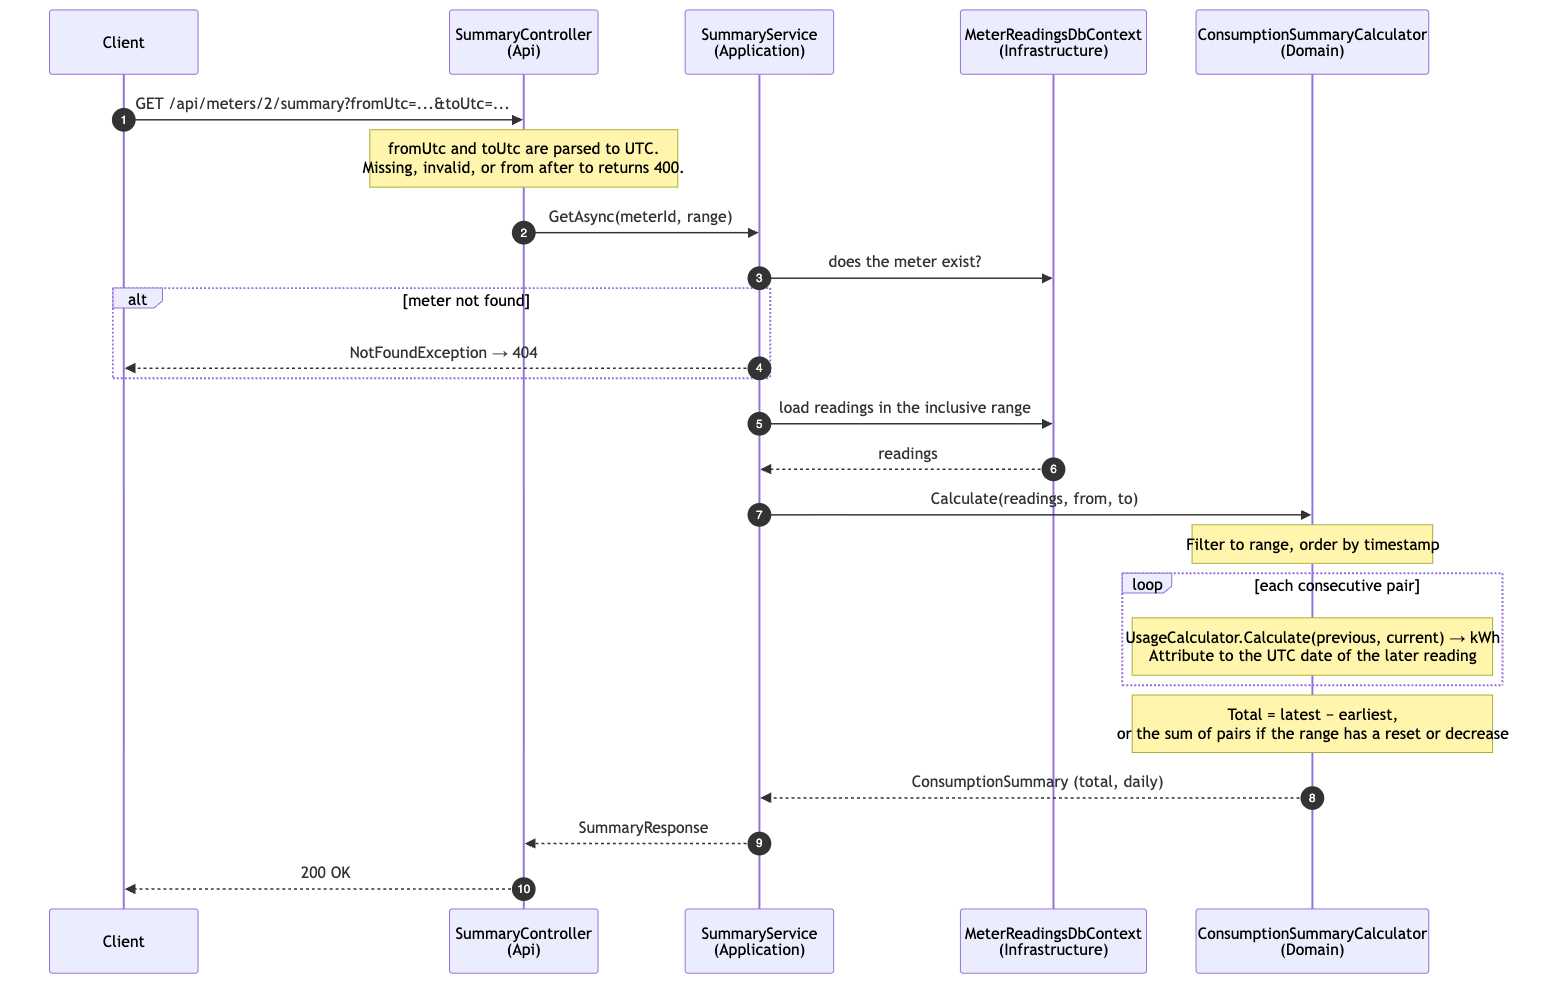 Client
SummaryController
(Api)
SummaryService
(Application)
MeterReadingsDbContext
(Infrastructure)
ConsumptionSummaryCalculator
(Domain)
GET /api/meters/2/summary?fromUtc=...&toUtc=...
1
fromUtc and toUtc are parsed to UTC.
Missing, invalid, or from after to returns 400.
GetAsync(meterId, range)
2
does the meter exist?
3
alt
[meter not found]
NotFoundException → 404
4
load readings in the inclusive range
5
readings
6
Calculate(readings, from, to)
7
Filter to range, order by timestamp
loop
[each consecutive pair]
UsageCalculator.Calculate(previous, current) → kWh
Attribute to the UTC date of the later reading
Total = latest − earliest,
or the sum of pairs if the range has a reset or decrease
ConsumptionSummary (total, daily)
8
SummaryResponse
9
200 OK
10
Client
SummaryController
(Api)
SummaryService
(Application)
MeterReadingsDbContext
(Infrastructure)
ConsumptionSummaryCalculator
(Domain)